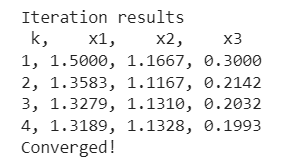 Iteration results
k, x1, x2, x3
1, 1.5000, 1.1667, 0.3000
2, 1.3583, 1.1167, 0.2142
3, 1.3279, 1.1310, 0.2032
4, 1.3189, 1.1328, 0.1993
Converged!